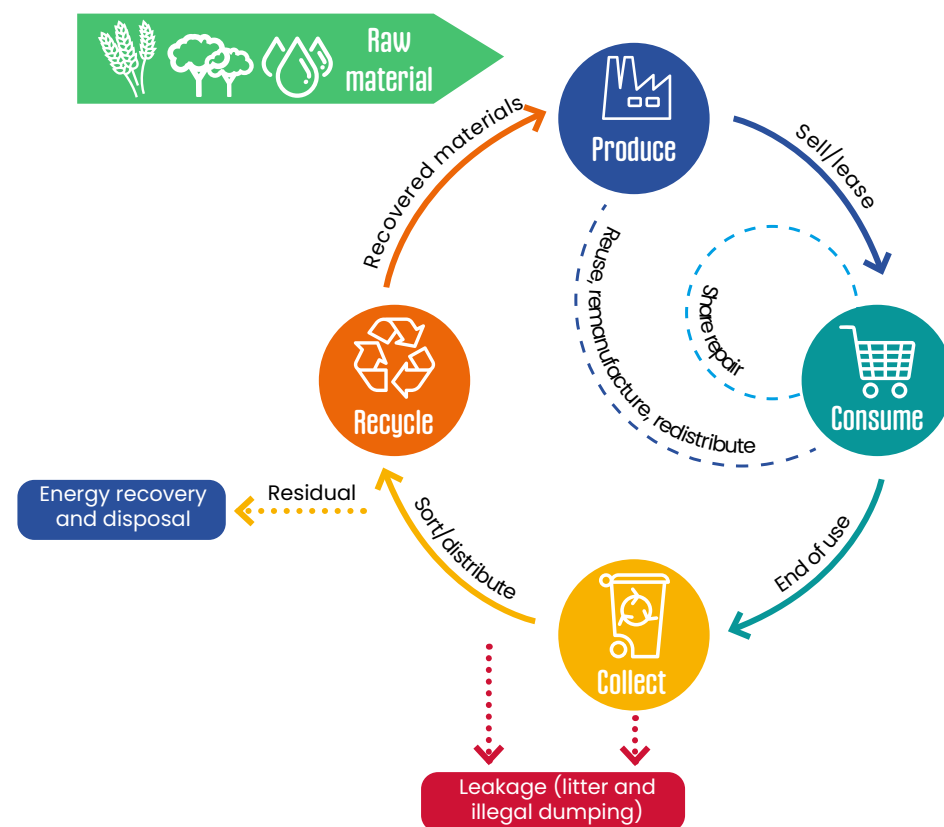 Raw
material
Produce
Sell/lease
Recovered materials
Reuse, remanufacture, redistribute
Share repair
Consume
Recycle
Energy recovery
and disposal
Residual
Sort/distribute
End of use
Collect
Leakage (litter and
illegal dumping)